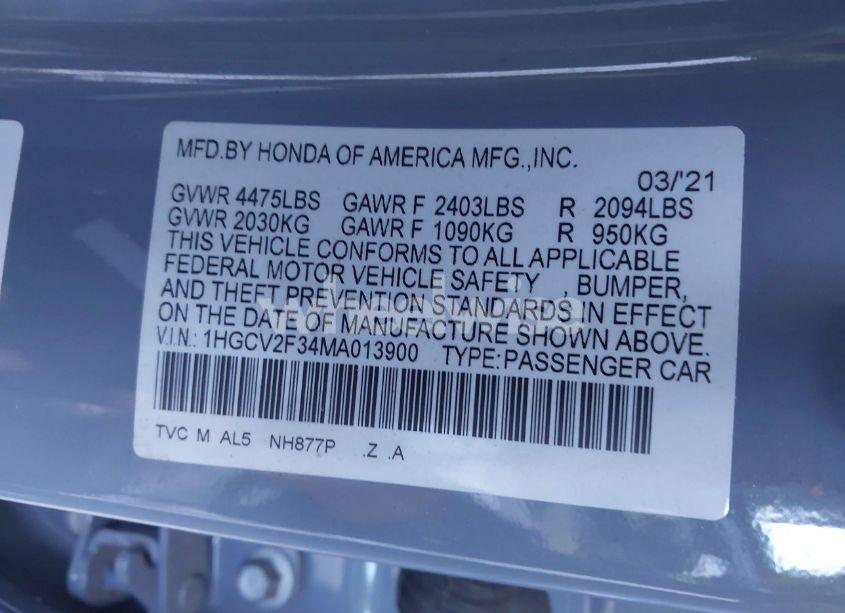 MFD.BY HONDA OF AMERICA MFG.,INC.
03/'21
GVWR 4475LBS GAWR F 2403LBS R 2094LBS
GVWR 2030KG GAWR F 1090KG R 950KG
THIS VEHICLE CONFORMS TO ALL APPLICABLE
FEDERAL MOTOR VEHICLE SAFETY , BUMPER,
AND THEFT PREVENTION STANDARDS IN EFFECT
ON THE DATE OF MANUFACTURE SHOWN ABOVE.
V.I.N.: 1HGCV2F34MA013900 TYPE:PASSENGER CAR
TVC M AL5 NH877P .Z .A